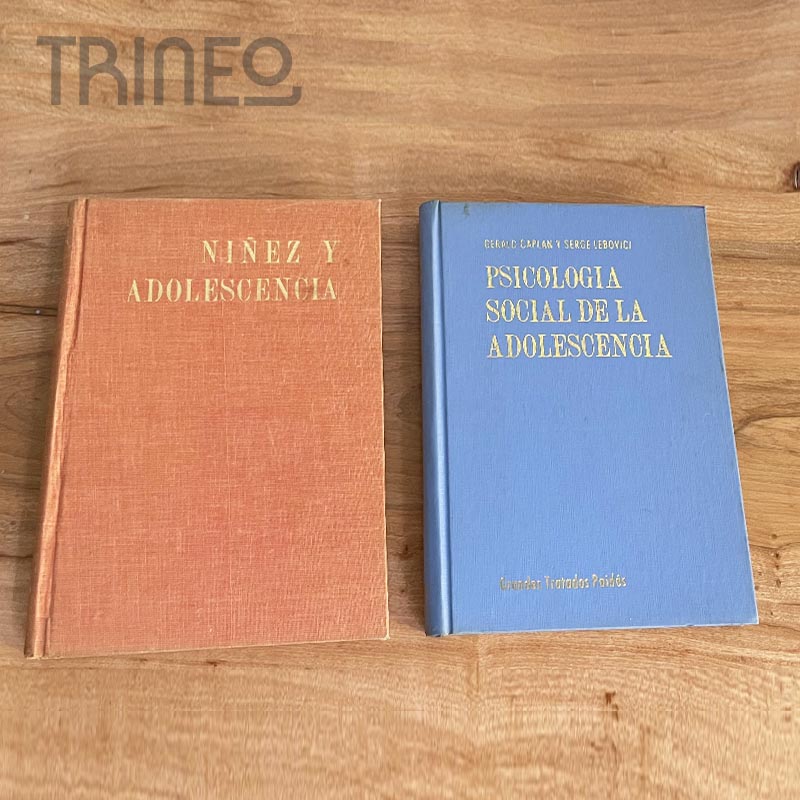 TRINEO
NIÑEZ Y
ADOLESCENCIA
GERALD CAPLAN Y SERGE LEBOVICI
PSICOLOGIA
SOCIAL DE LA
ADOLESCENCIA
Grandes Tratados Paidós